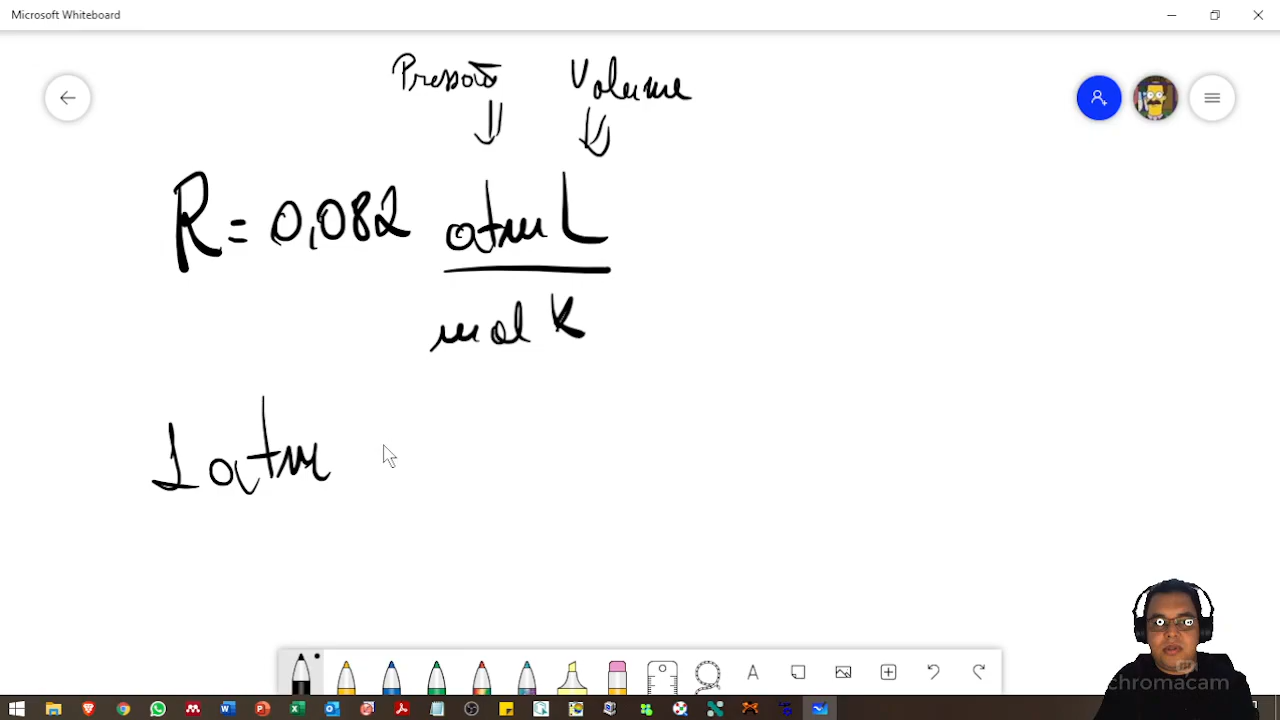 Microsoft Whiteboard
Pressão Volume
R = 0,082 atm L
mol K
1 atm
chromacam